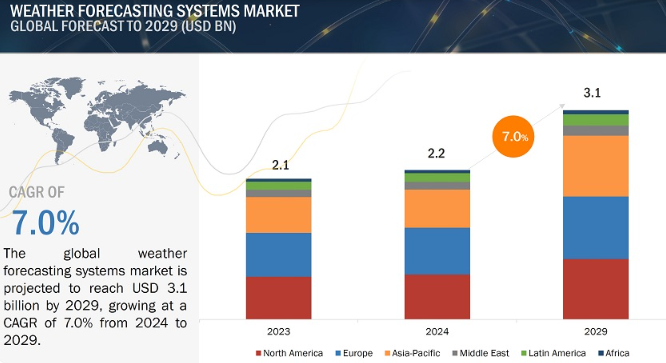 WEATHER FORECASTING SYSTEMS MARKET
GLOBAL FORECAST TO 2029 (USD BN)
CAGR OF
7.0%
The global weather
forecasting systems market is
projected to reach USD 3.1
billion by 2029, growing at a
CAGR of 7.0% from 2024 to
2029.
2.1
2.2
7.0%
3.1
2023
2024
2029
North America
Europe
Asia-Pacific
Middle East
Latin America
Africa